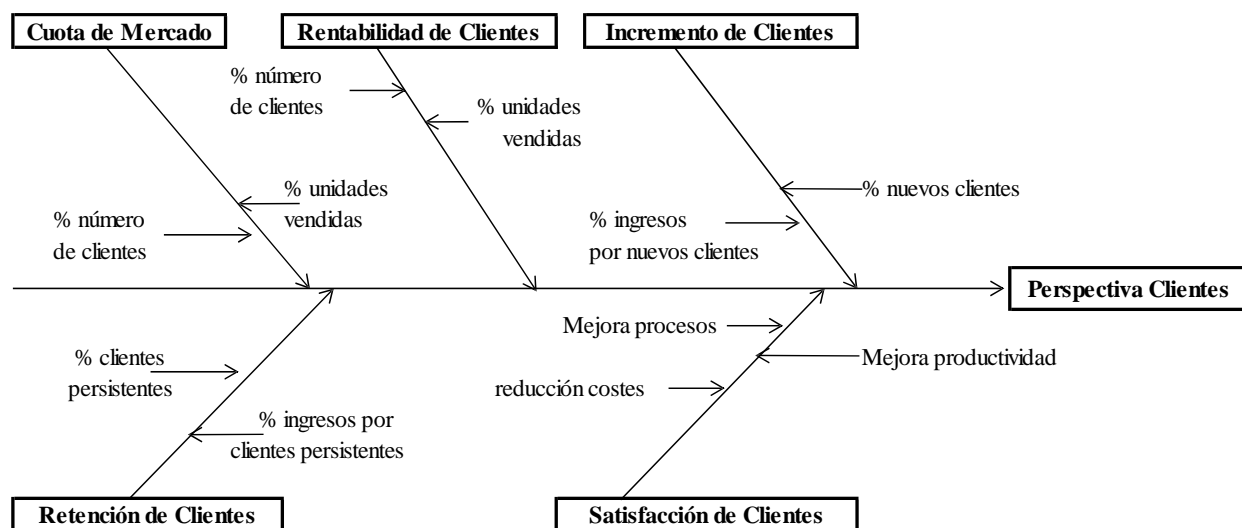 Cuota de Mercado
Rentabilidad de Clientes
Incremento de Clientes
% número
de clientes
% unidades
vendidas
% unidades
vendidas
% número
de clientes
% nuevos clientes
% ingresos
por nuevos clientes
Perspectiva Clientes
% clientes
persistentes
% ingresos por
clientes persistentes
Mejora procesos
Mejora productividad
reducción costes
Retención de Clientes
Satisfacción de Clientes